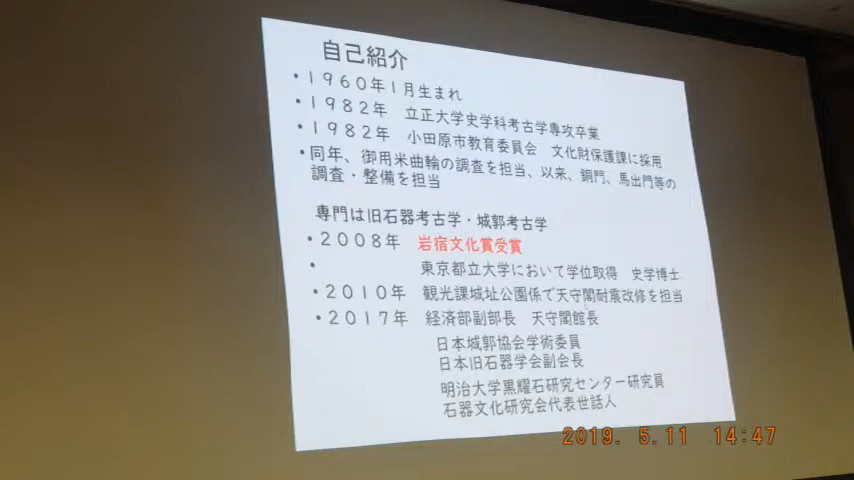 自己紹介
・1960年1月生まれ
・1982年　立正大学史学科考古学専攻卒業
・1982年　小田原市教育委員会　文化財保護課に採用
・同年、御用米曲輪の調査を担当、以来、銅門、馬出門等の
調査・整備を担当
専門は旧石器考古学・城郭考古学
・2008年　岩宿文化賞受賞
・　東京都立大学において学位取得　史学博士
・2010年　観光課城址公園係で天守閣耐震改修を担当
・2017年　経済部副部長　天守閣館長
日本城郭協会学術委員
日本旧石器学会副会長
明治大学黒耀石研究センター研究員
石器文化研究会代表世話人
2019. 5.11 14:47